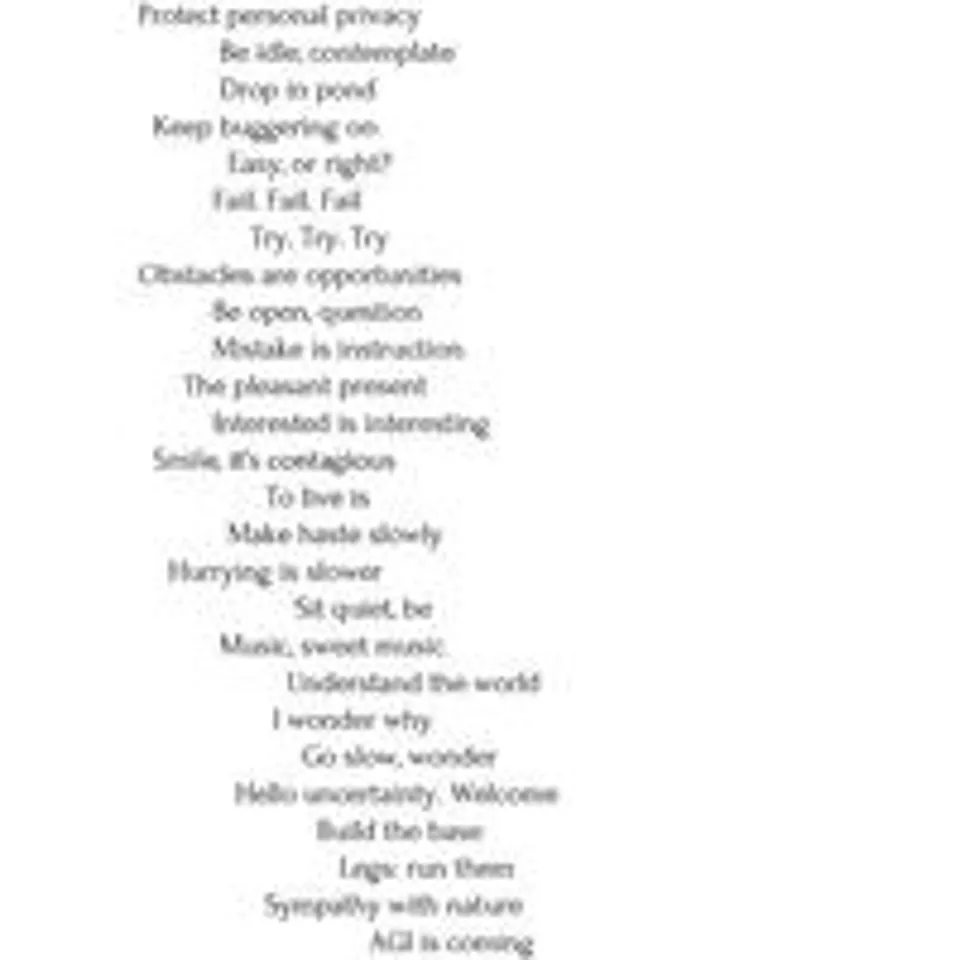 Protect personal privacy
Be idle, contemplate
Drop in pond
Keep buggering on
Easy, or right?
Fail. Fail. Fail
Try. Try. Try
Obstacles are opportunities
Be open, question
Mistake is instruction
The pleasant present
Interested is interesting
Smile, it's contagious
To live is
Make haste slowly
Hurrying is slower
Sit quiet, be
Music, sweet music
Understand the world
I wonder why
Go slow, wonder
Hello uncertainty. Welcome
Build the base
Legs: run them
Sympathy with nature
AGI is coming